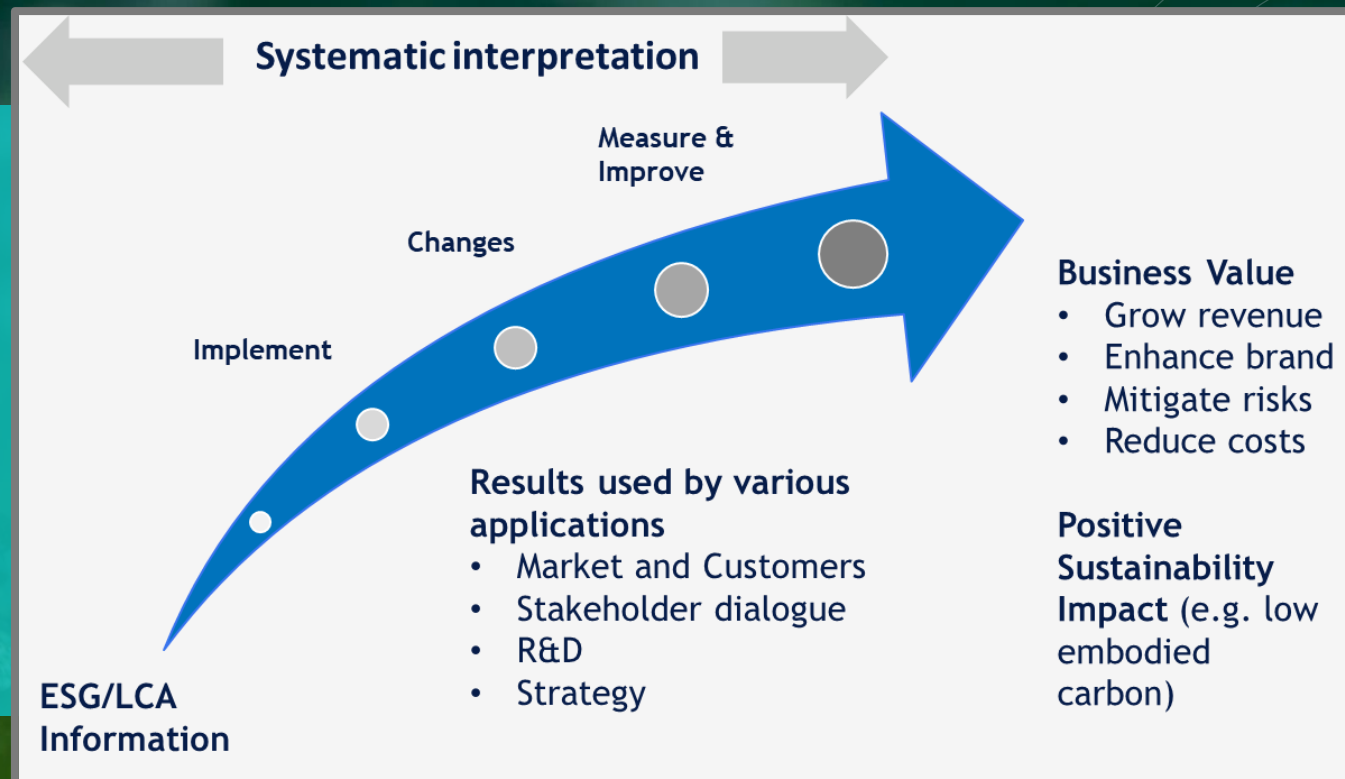 Systematic interpretation
Measure &
Improve
Changes
Implement
Business Value
• Grow revenue
• Enhance brand
• Mitigate risks
• Reduce costs
Results used by various
applications
• Market and Customers
• Stakeholder dialogue
• R&D
• Strategy
Positive
Sustainability
Impact (e.g. low
embodied
carbon)
ESG/LCA
Information